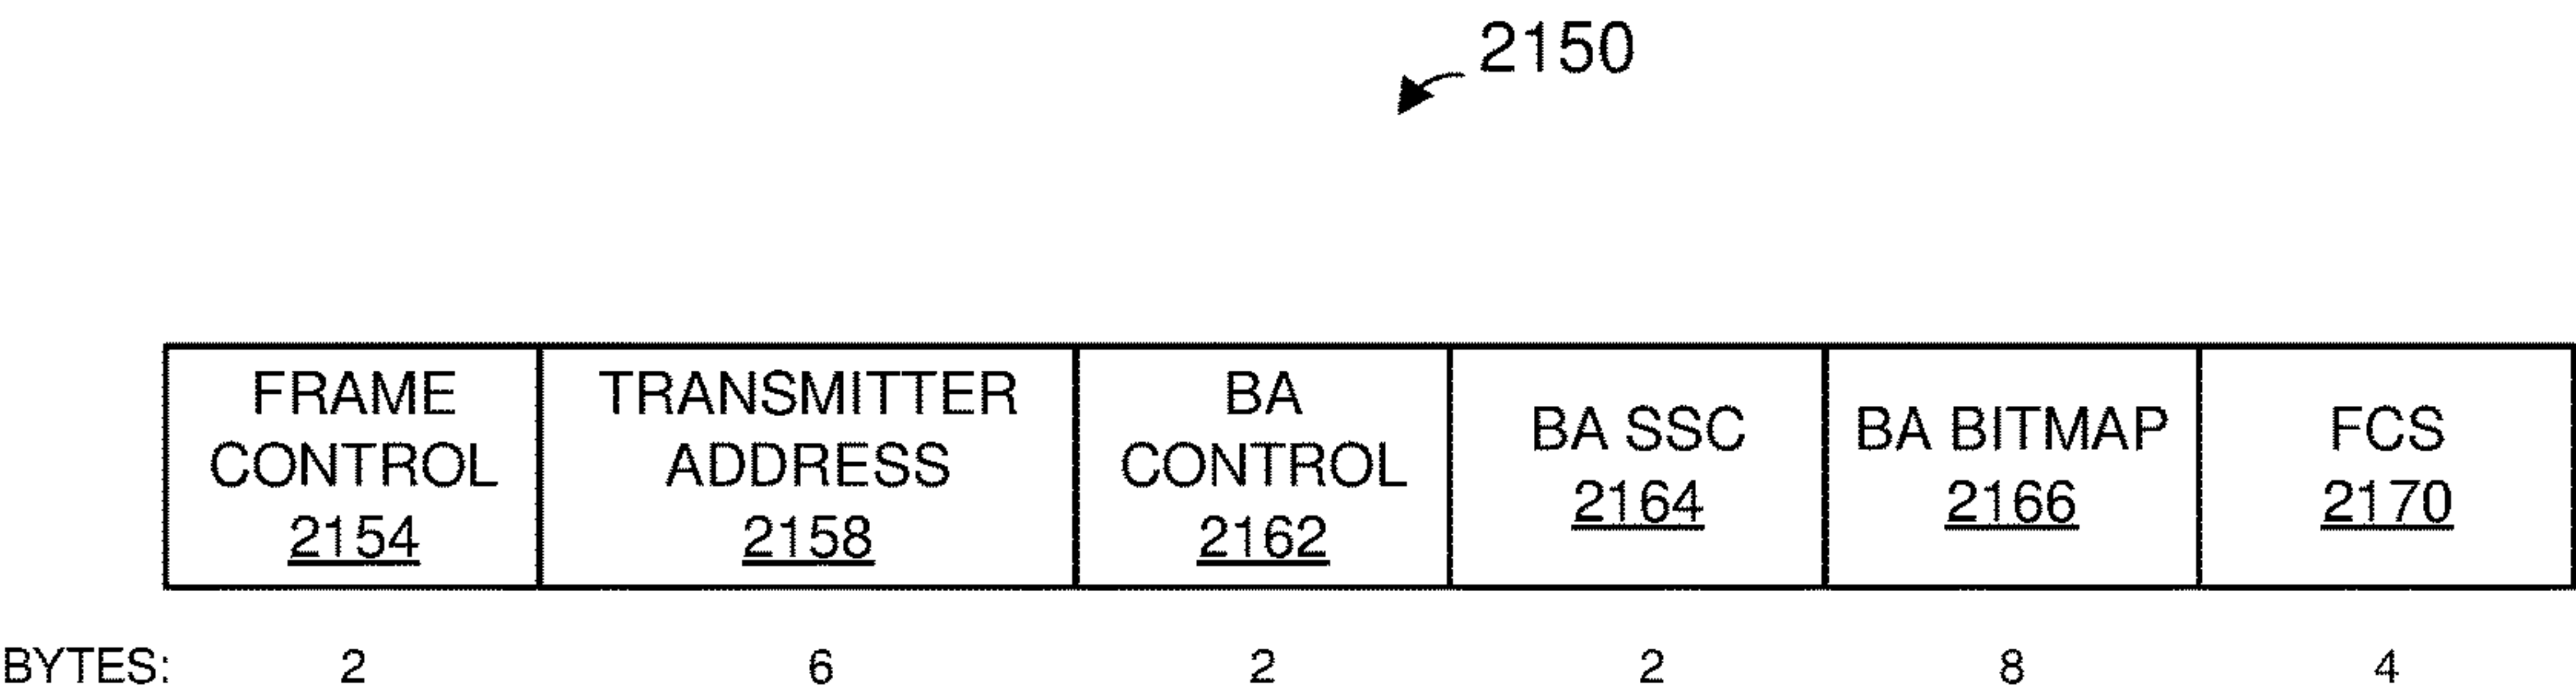 2150
FRAME
CONTROL
2154
TRANSMITTER
ADDRESS
2158
BA
CONTROL
2162
BA SSC
2164
BA BITMAP
2166
FCS
2170
BYTES: 2 6 2 2 8 4